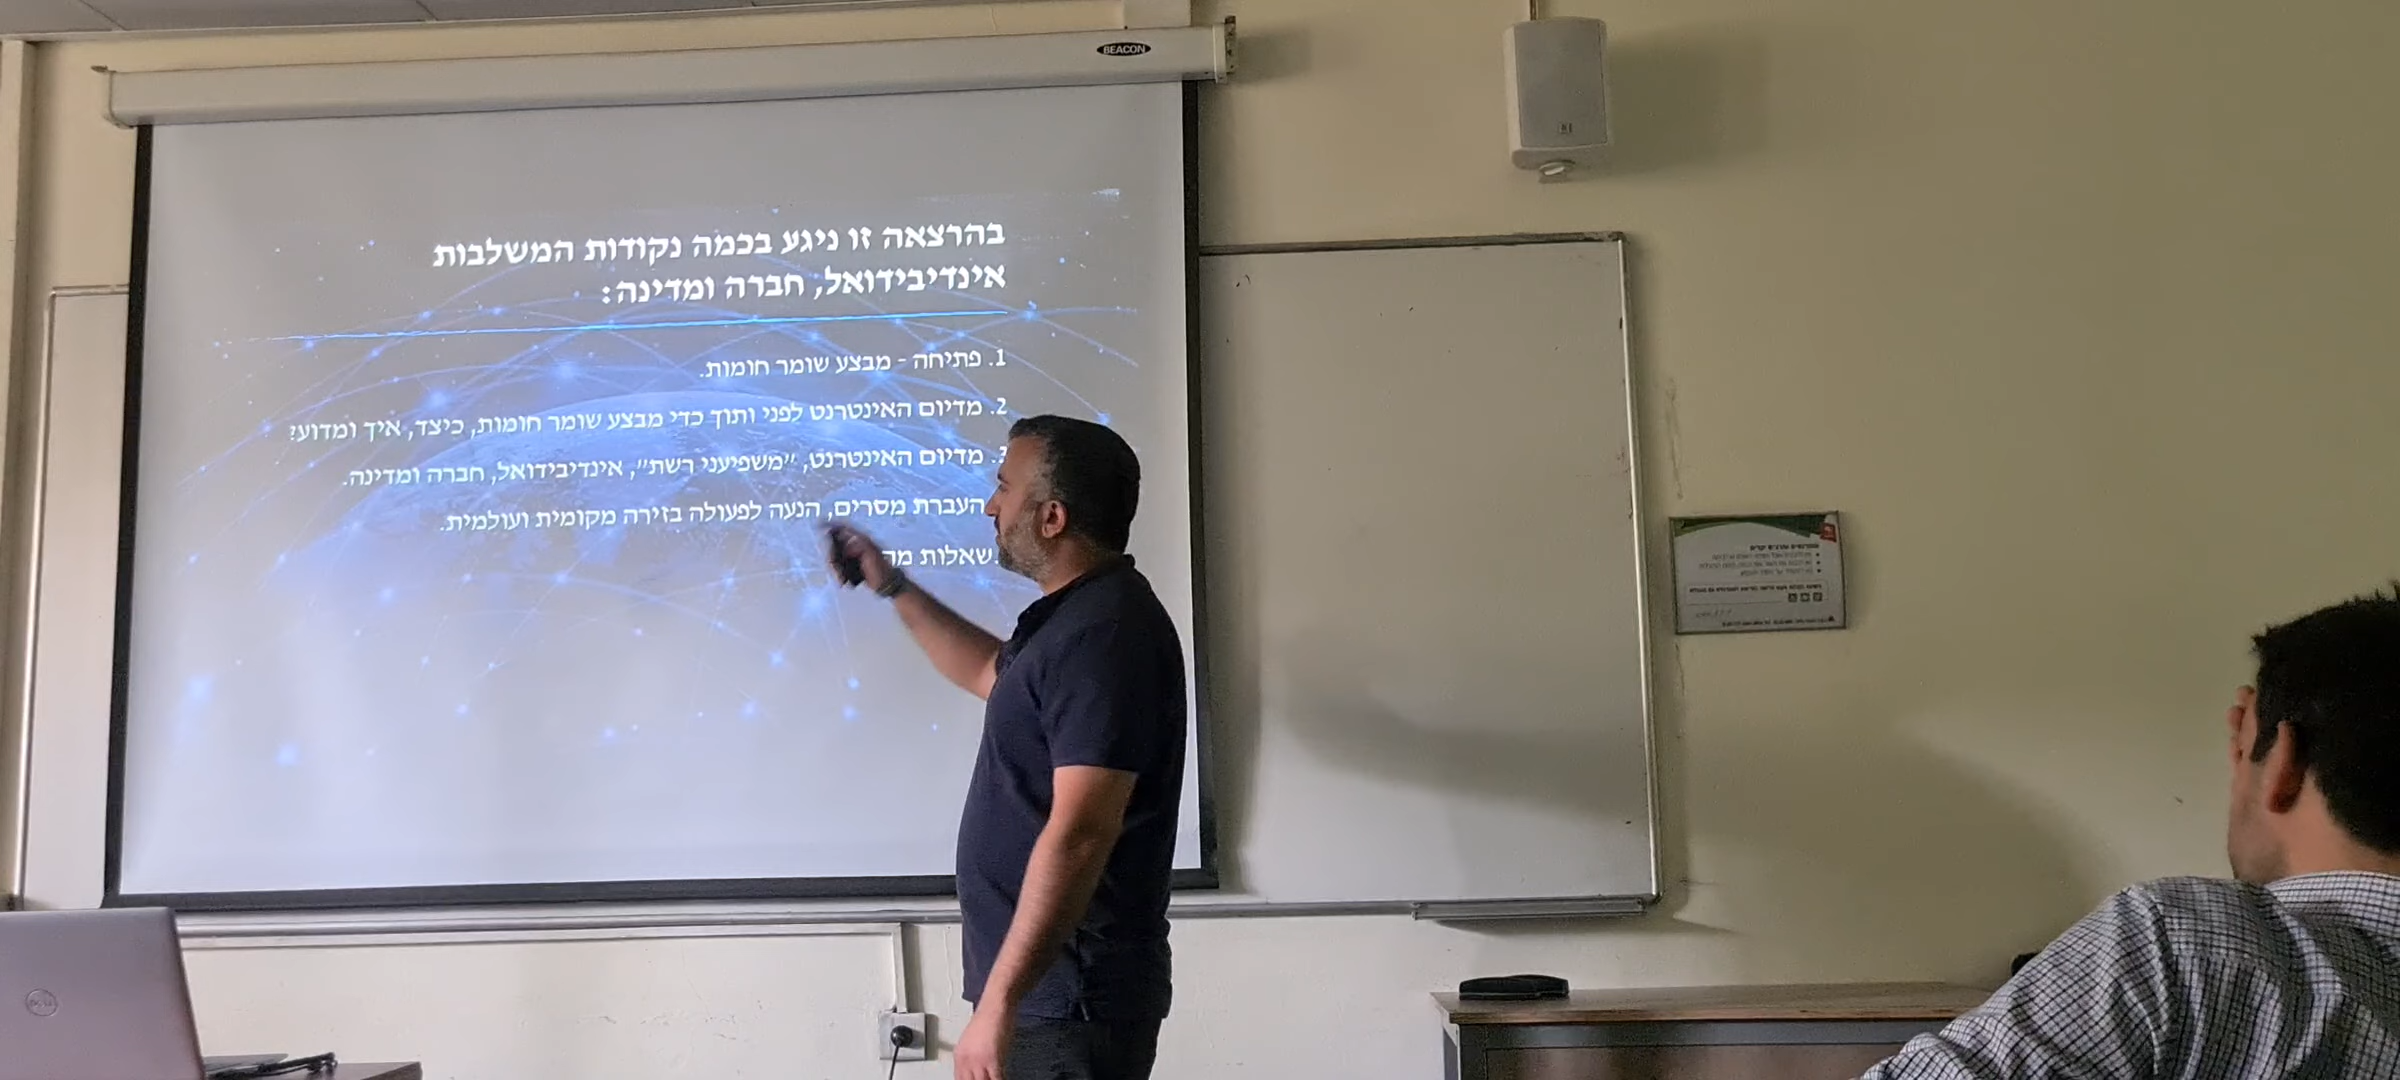 BEACON
בהרצאה זו ניגע בכמה נקודות המשלבות
אינדיבידואל, חברה ומדינה:
1. פתיחה - מבצע שומר חומות.
2. מדיום האינטרנט לפני ותוך כדי מבצע שומר חומות, כיצד, איך ומדוע?
. מדיום האינטרנט, "משפיעני רשת", אינדיבידואל, חברה ומדינה.
העברת מסרים, הנעה לפעולה בזירה מקומית ועולמית.
.שאלות
DELL